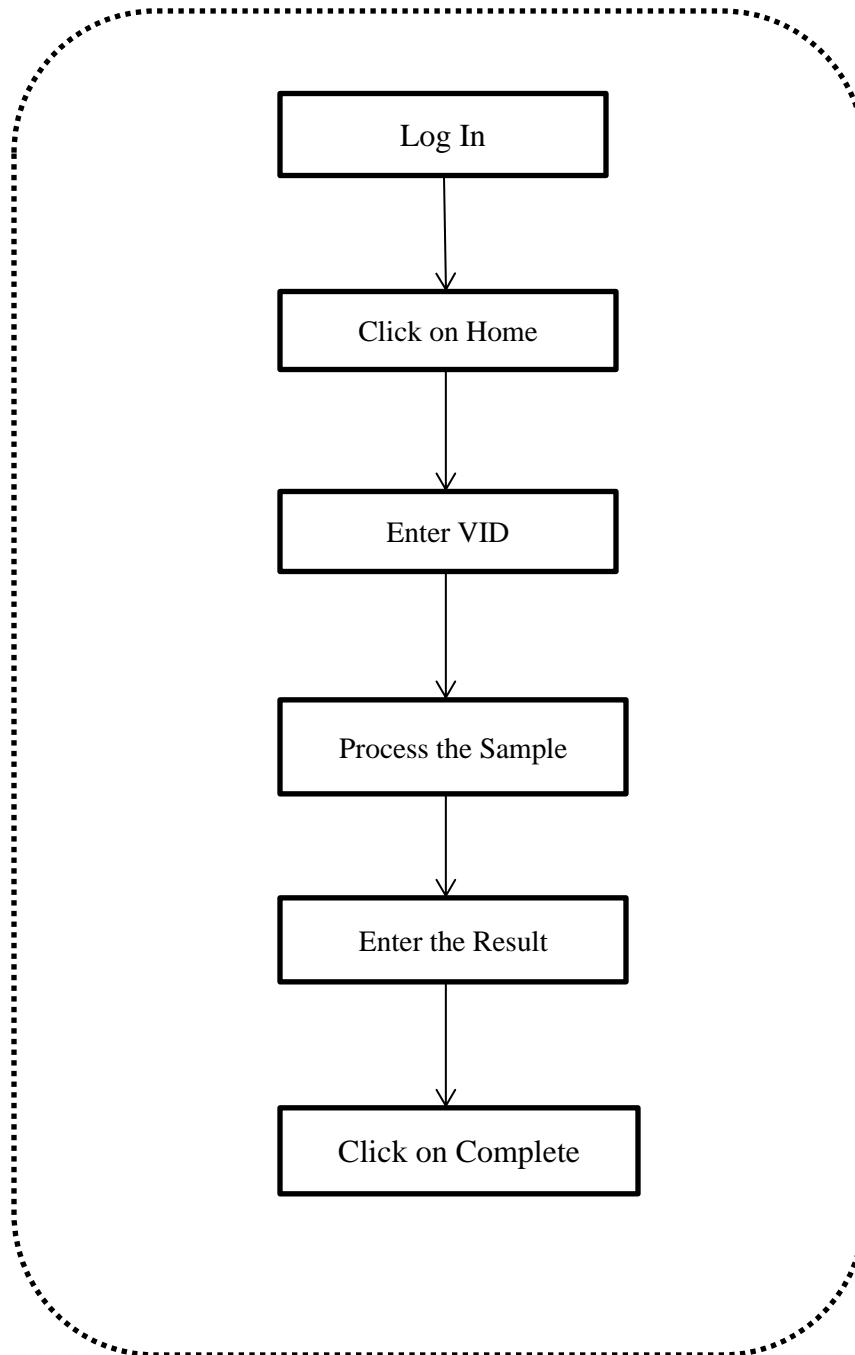 Log In
Click on Home
Enter VID
Process the Sample
Enter the Result
Click on Complete